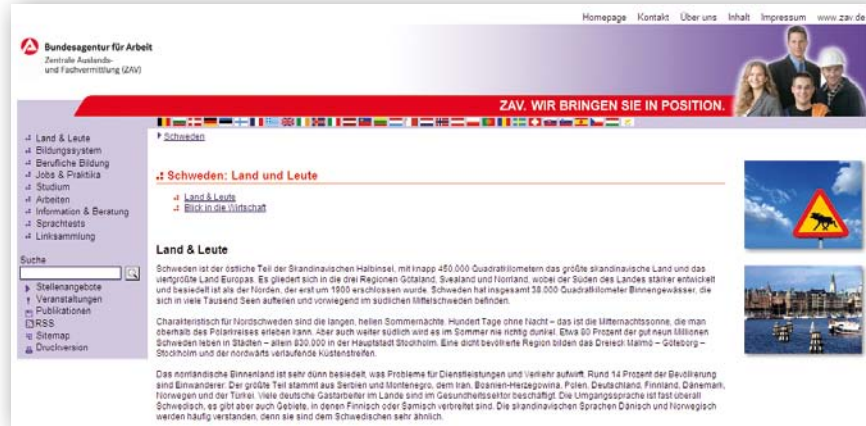 Homepage Kontakt Über uns Inhalt Impressum www.zav.de
Bundesagentur für Arbeit
Zentrale Auslands-
und Fachvermittlung (ZAV)
ZAV. WIR BRINGEN SIE IN POSITION.
Schweden
Land & Leute
Bildungssystem
Berufliche Bildung
Jobs & Praktika
Studium
Arbeiten
Information & Beratung
Sprachtests
Linksammlung
Suche
Stellenangebote
Veranstaltungen
Publikationen
RSS
Sitemap
Druckversion
Schweden: Land und Leute
Land & Leute
Blick in die Wirtschaft
Land & Leute
Schweden ist der östliche Teil der Skandinavischen Halbinsel, mit knapp 450.000 Quadratkilometern das größte skandinavische Land und das
viertgrößte Land Europas. Es gliedert sich in die drei Regionen Götaland, Svealand und Norrland, wobei der Süden des Landes stärker entwickelt
und besiedelt ist als der Norden, der erst um 1900 erschlossen wurde. Schweden hat insgesamt 38.000 Quadratkilometer Binnengewässer, die
sich in viele Tausend Seen aufteilen und vorwiegend im südlichen Mittelschweden befinden.
Charakteristisch für Nordschweden sind die langen, hellen Sommernächte. Hundert Tage ohne Nacht – das ist die Mitternachtssonne, die man
oberhalb des Polarkreises erleben kann. Aber auch weiter südlich wird es im Sommer nie richtig dunkel. Etwa 80 Prozent der gut neun Millionen
Schweden leben in Städten – allein 830.000 in der Hauptstadt Stockholm. Eine dicht bevölkerte Region bilden das Dreieck Malmö – Göteborg –
Stockholm und der nordwärts verlaufende Küstenstreifen.
Das norrländische Binnenland ist sehr dünn besiedelt, was Probleme für Dienstleistungen und Verkehr aufwirft. Rund 14 Prozent der Bevölkerung
sind Einwanderer. Der größte Teil stammt aus Serbien und Montenegro, dem Iran, Bosnien-Herzegowina, Polen, Deutschland, Finnland, Dänemark,
Norwegen und der Türkei. Viele deutsche Gastarbeiter im Lande sind im Gesundheitssektor beschäftigt. Die Umgangssprache ist fast überall
Schwedisch, es gibt aber auch Gebiete, in denen Finnisch oder Samisch verbreitet sind. Die skandinavischen Sprachen Dänisch und Norwegisch
werden häufig verstanden, denn sie sind dem Schwedischen sehr ähnlich.